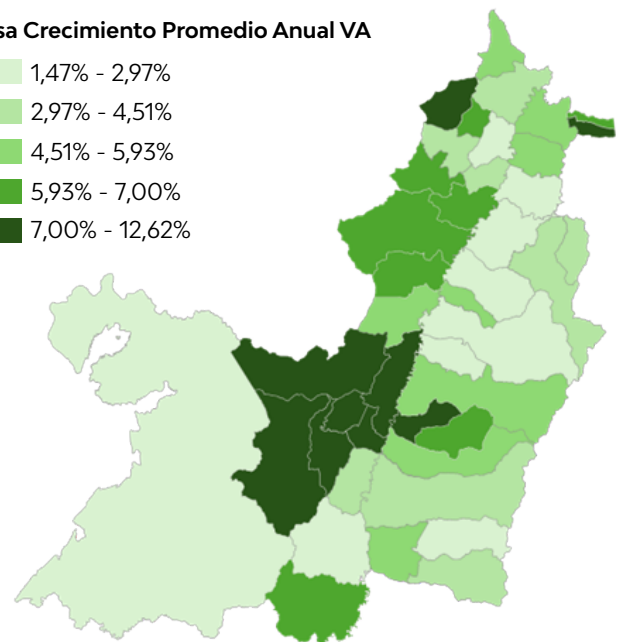 sa Crecimiento Promedio Anual VA
1,47% - 2,97%
2,97% - 4,51%
4,51% - 5,93%
5,93% - 7,00%
7,00% - 12,62%